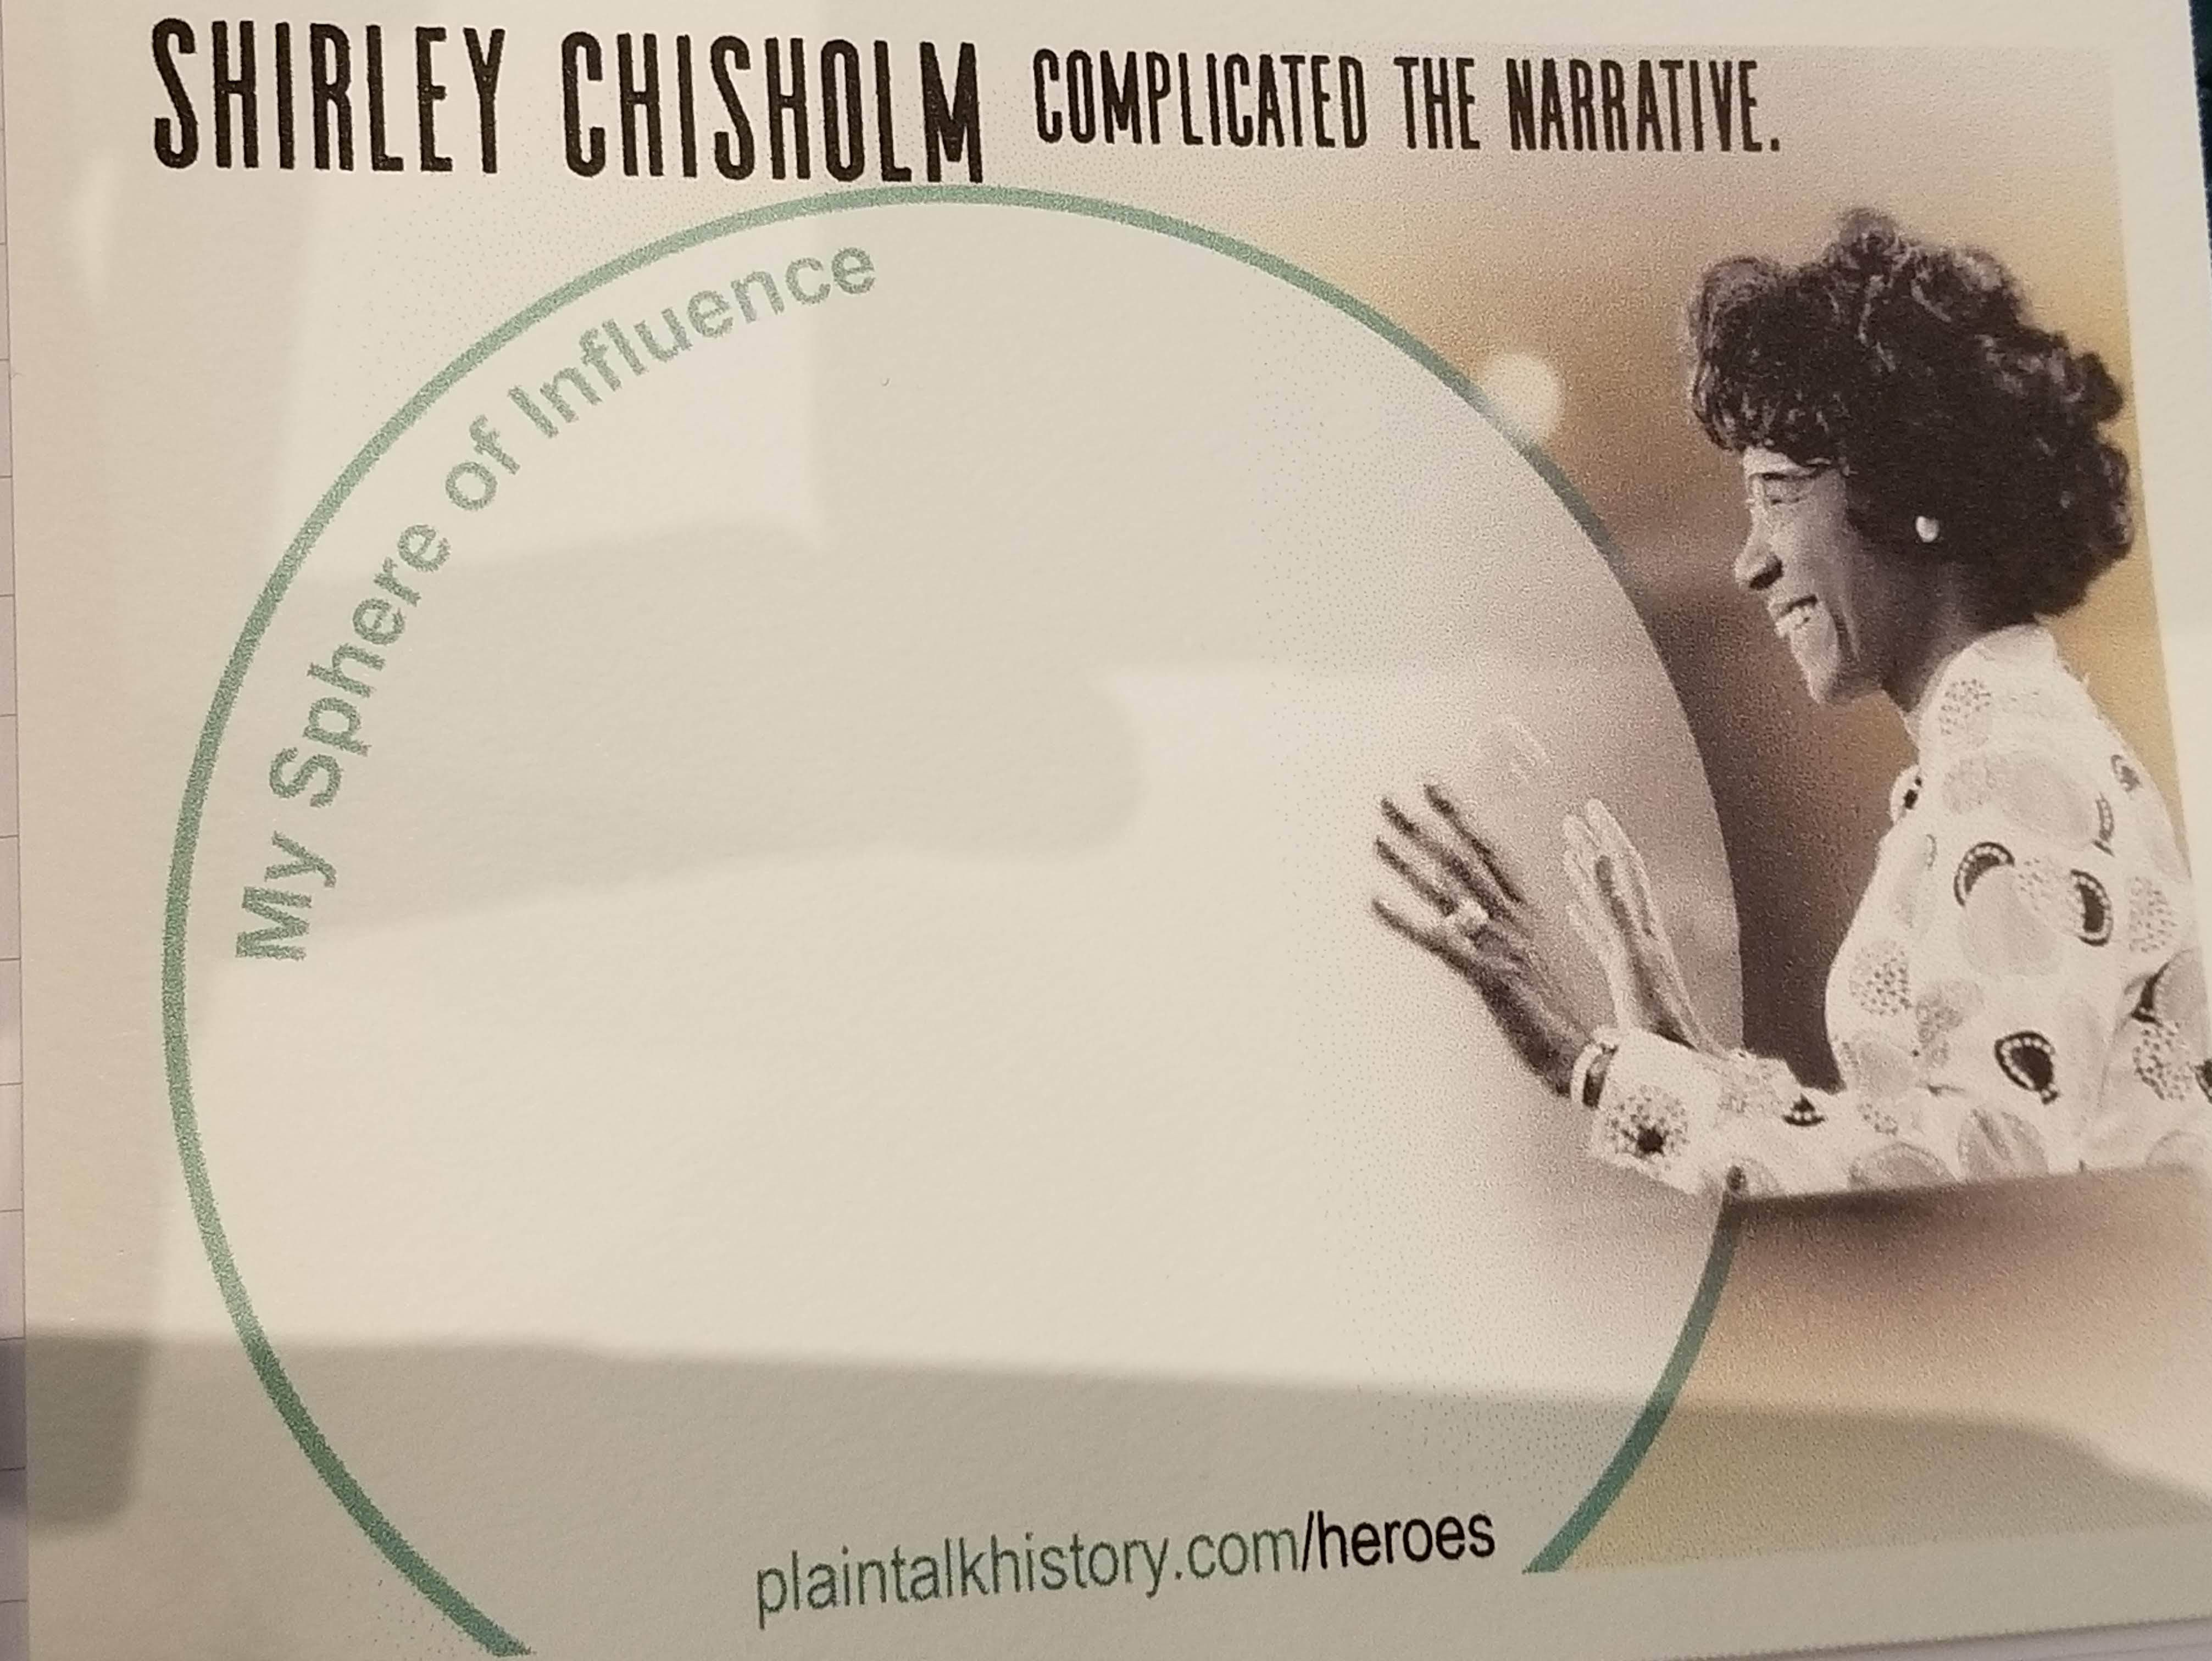 SHIRLEY CHISHOLM COMPLICATED THE NARRATIVE.
My Sphere of Influence
plaintalkhistory.com/heroes